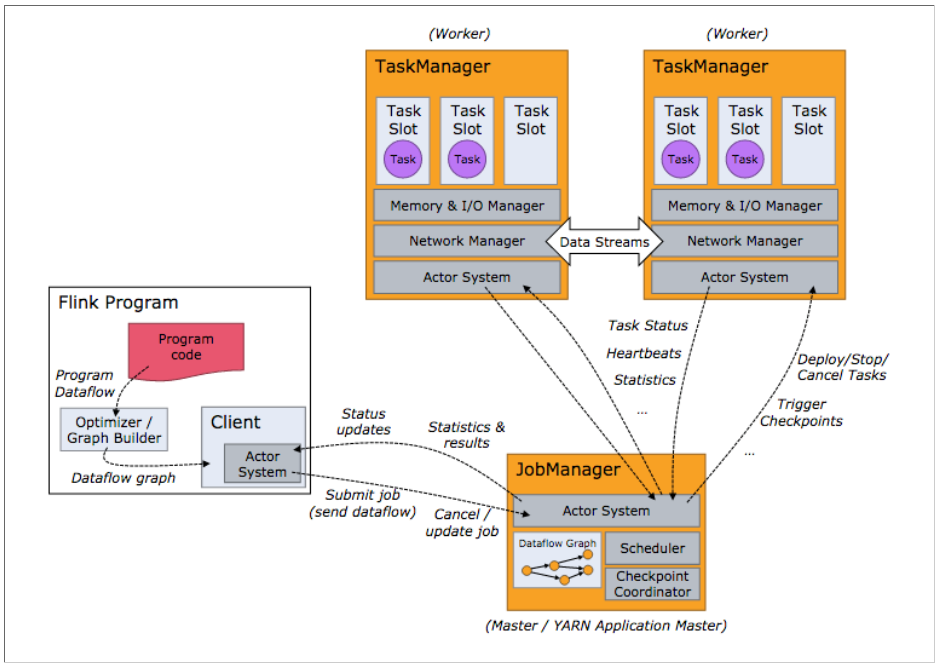 (Worker)
(Worker)
TaskManager
Task
Slot
Task
Task
Slot
Task
Task
Slot
Memory & I/O Manager
Network Manager
Actor System
Data Streams
TaskManager
Task
Slot
Task
Task
Slot
Task
Task
Slot
Memory & I/O Manager
Network Manager
Actor System
Flink Program
Program
code
Program
Dataflow
Optimizer /
Graph Builder
Dataflow graph
Client
Actor
System
Status
updates
Statistics &
results
Submit job
(send dataflow)
Cancel /
update job
Task Status
Heartbeats
Statistics
...
Deploy/Stop/
Cancel Tasks
Trigger
Checkpoints
...
JobManager
Actor System
Dataflow Graph
Scheduler
Checkpoint
Coordinator
(Master / YARN Application Master)